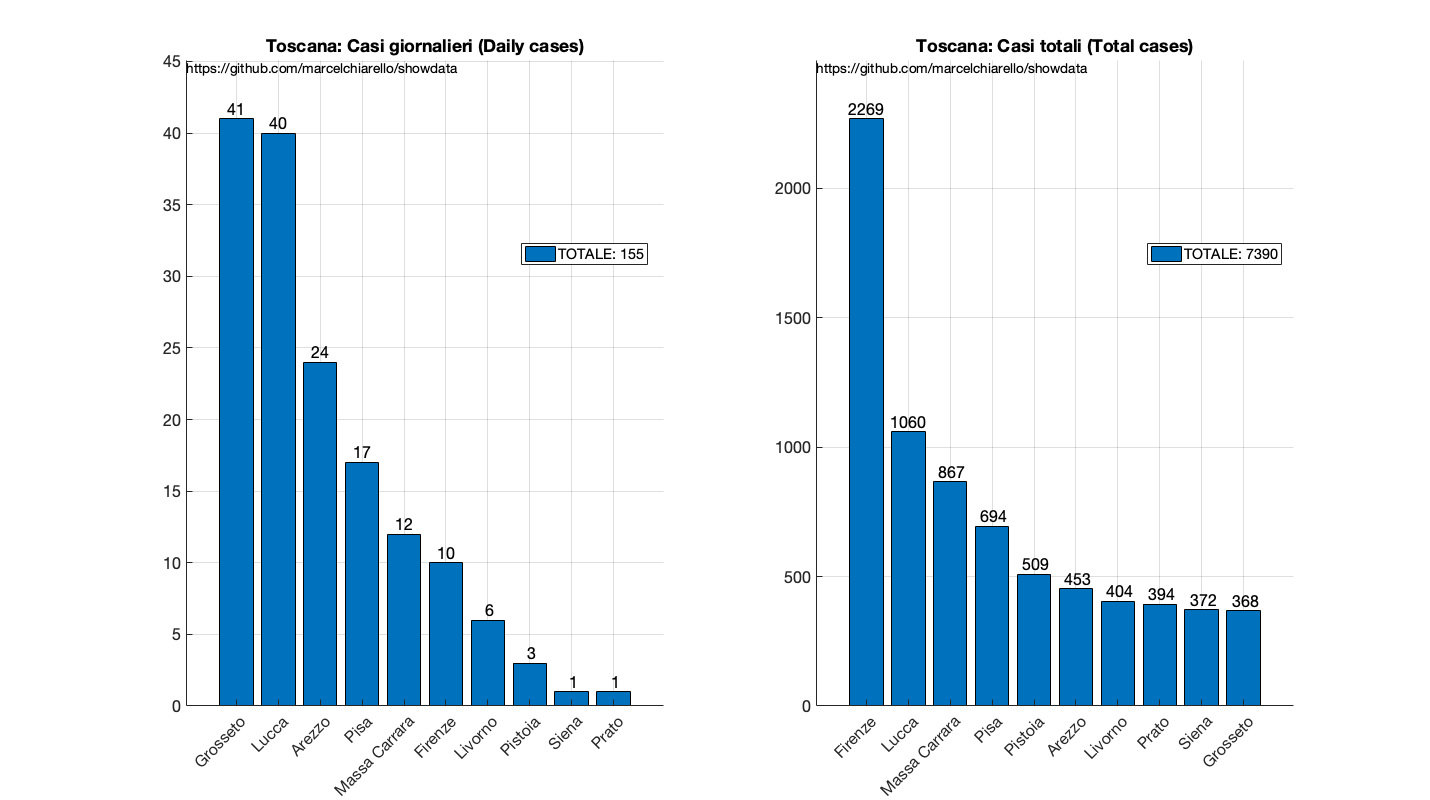 Toscana: Casi giornalieri (Daily cases)
https://github.com/marcelchiarello/showdata
45
40
35
30
25
20
15
10
5
0
41
40
24
17
12
10
6
3
1
1
TOTALE: 155
Grosseto
Lucca
Arezzo
Pisa
Massa Carrara
Firenze
Livorno
Pistoia
Siena
Prato
Toscana: Casi totali (Total cases)
https://github.com/marcelchiarello/showdata
2000
1500
1000
500
0
2269
1060
867
694
509
453
404
394
372
368
TOTALE: 7390
Firenze
Lucca
Massa Carrara
Pisa
Pistoia
Arezzo
Livorno
Prato
Siena
Grosseto